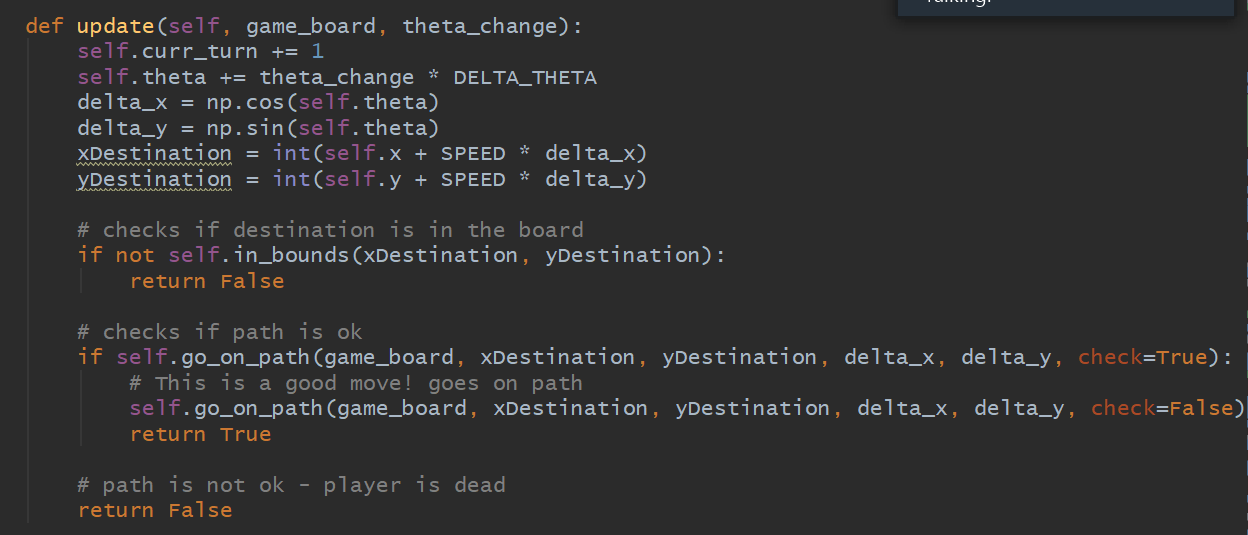 def update(self, game_board, theta_change):
    self.curr_turn += 1
    self.theta += theta_change * DELTA_THETA
    delta_x = np.cos(self.theta)
    delta_y = np.sin(self.theta)
    xDestination = int(self.x + SPEED * delta_x)
    yDestination = int(self.y + SPEED * delta_y)

    # checks if destination is in the board
    if not self.in_bounds(xDestination, yDestination):
        return False

    # checks if path is ok
    if self.go_on_path(game_board, xDestination, yDestination, delta_x, delta_y, check=True):
        # This is a good move! goes on path
        self.go_on_path(game_board, xDestination, yDestination, delta_x, delta_y, check=False)
        return True

    # path is not ok - player is dead
    return False